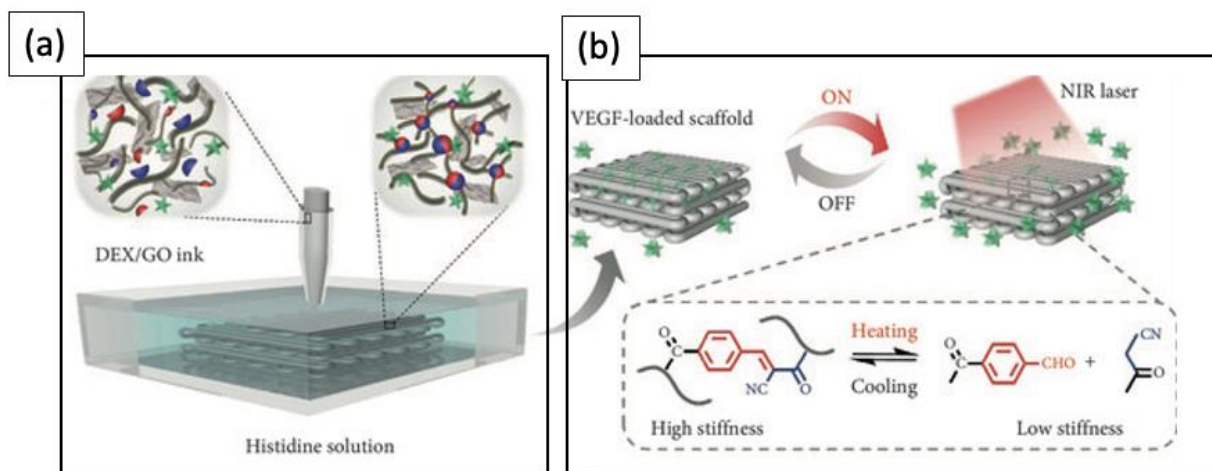 (a)
DEX/GO ink
Histidine solution
(b)
VEGF-loaded scaffold
ON
OFF
NIR laser
O
C
NC
O
Heating
Cooling
O
C
CHO
+
CN
O
High stiffness
Low stiffness